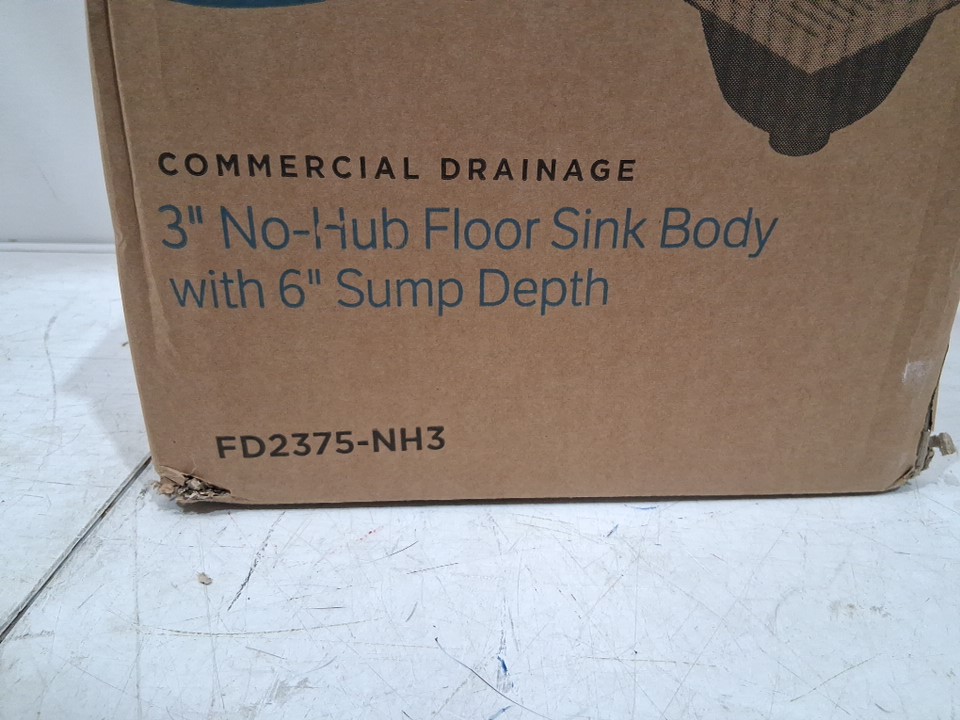 COMMERCIAL DRAINAGE
3" No-Hub Floor Sink Body
with 6" Sump Depth
FD2375-NH3